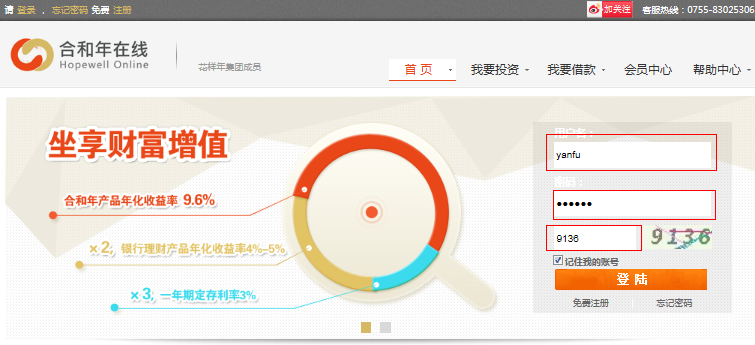 请 登录 ， 忘记密码 免费 注册
加关注 客服热线：0755-83025306
合和年在线
Hopewell Online
花样年集团成员
首 页 我要投资 我要借款 会员中心 帮助中心
坐享财富增值
合和年产品年化收益率 9.6%
×2; 银行理财产品年化收益率4%-5%
×3; 一年期定存利率3%
用户名：
yanfu
密码：
••••••
9136 9136
记住我的账号
登 陆
免费注册 忘记密码